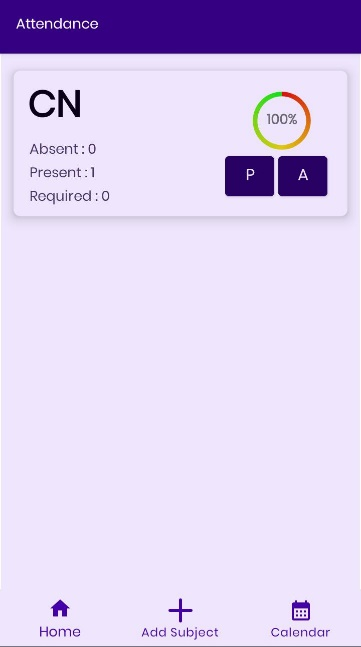 Attendance
CN
100%
Absent : 0
Present : 1
Required : 0
P A
Home Add Subject Calendar